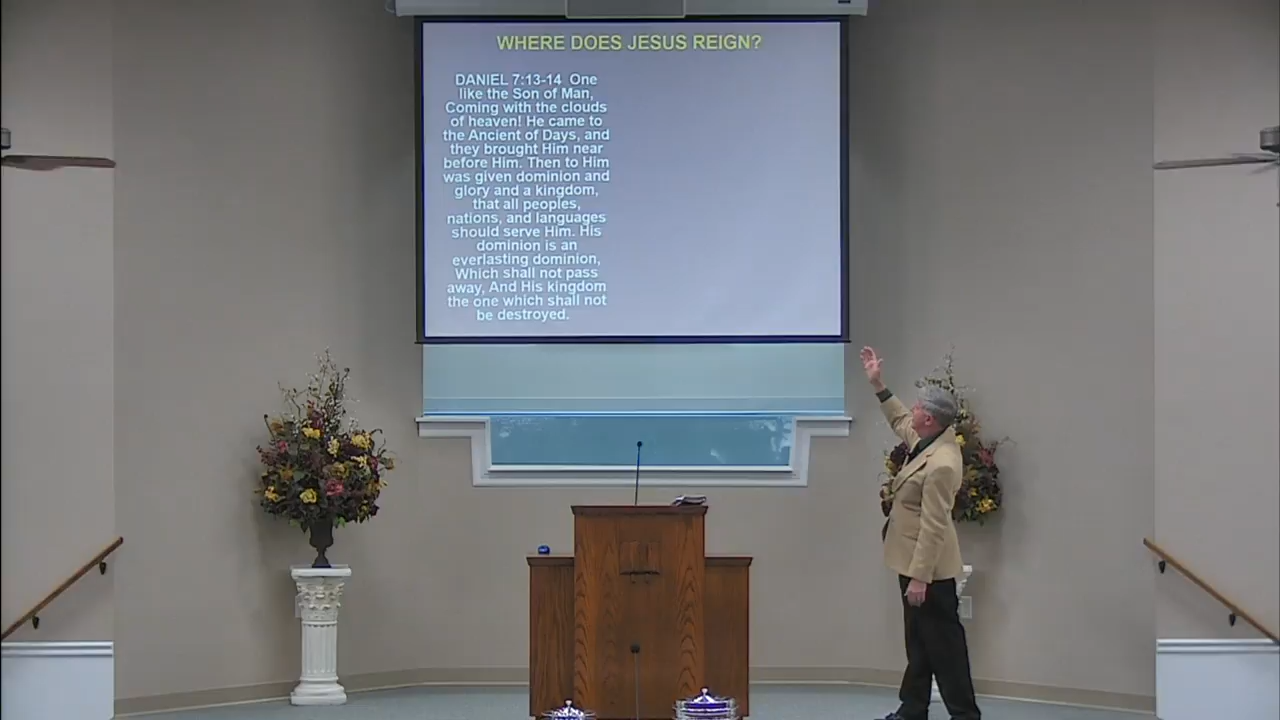 WHERE DOES JESUS REIGN?
DANIEL 7:13-14 One
like the Son of Man,
Coming with the clouds
of heaven! He came to
the Ancient of Days, and
they brought Him near
before Him. Then to Him
was given dominion and
glory and a kingdom,
that all peoples,
nations, and languages
should serve Him. His
dominion is an
everlasting dominion,
Which shall not pass
away, And His kingdom
the one which shall not
be destroyed.